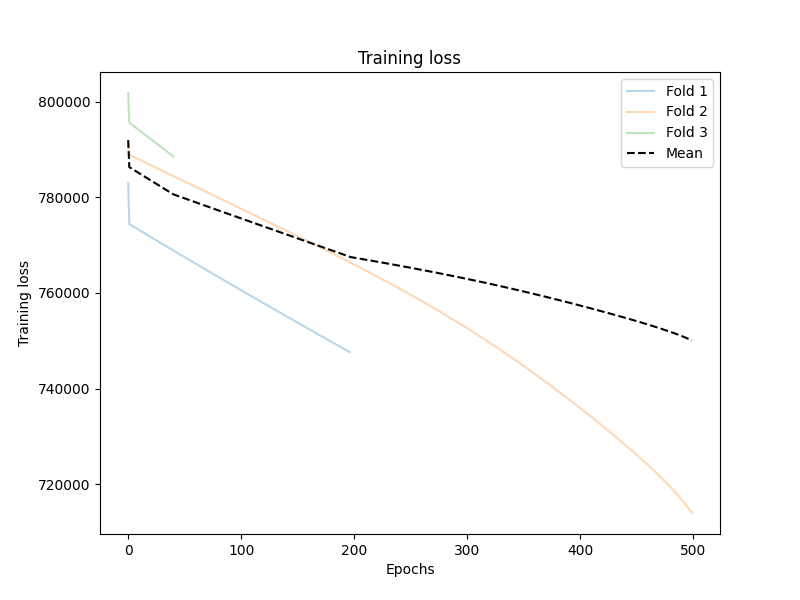 Training loss
Training loss
800000
780000
760000
740000
720000
0
100
200
300
400
500
Epochs
Fold 1
Fold 2
Fold 3
Mean